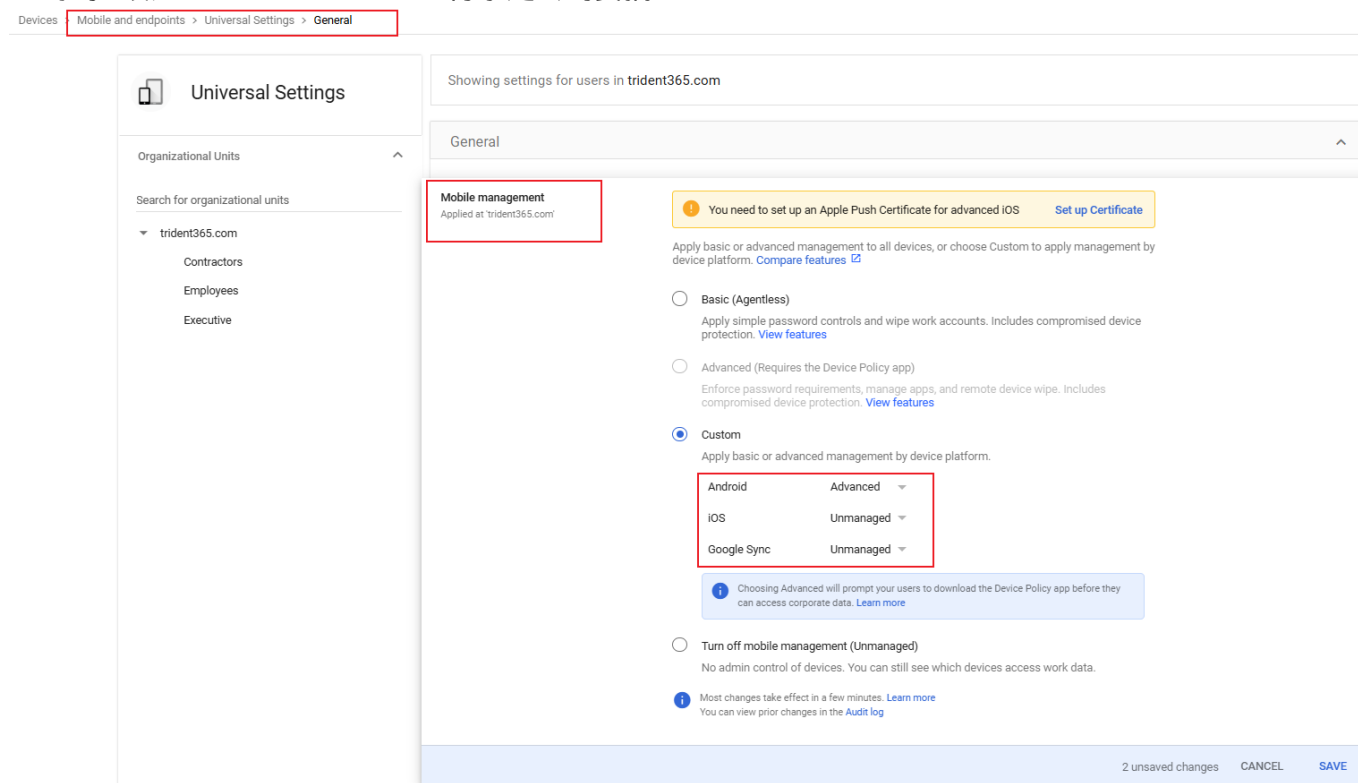 Devices > Mobile and endpoints > Universal Settings > General
Universal Settings
Showing settings for users in trident365.com
General
Organizational Units
Search for organizational units
trident365.com
Contractors
Employees
Executive
Mobile management
Applied at 'trident365.com'
You need to set up an Apple Push Certificate for advanced iOS Set up Certificate
Apply basic or advanced management to all devices, or choose Custom to apply management by
device platform. Compare features
Basic (Agentless)
Apply simple password controls and wipe work accounts. Includes compromised device
protection. View features
Advanced (Requires the Device Policy app)
Enforce password requirements, manage apps, and remote device wipe. Includes
compromised device protection. View features
Custom
Apply basic or advanced management by device platform.
Android Advanced
iOS Unmanaged
Google Sync Unmanaged
Choosing Advanced will prompt your users to download the Device Policy app before they
can access corporate data. Learn more
Turn off mobile management (Unmanaged)
No admin control of devices. You can still see which devices access work data.
Most changes take effect in a few minutes. Learn more
You can view prior changes in the Audit log
2 unsaved changes CANCEL SAVE